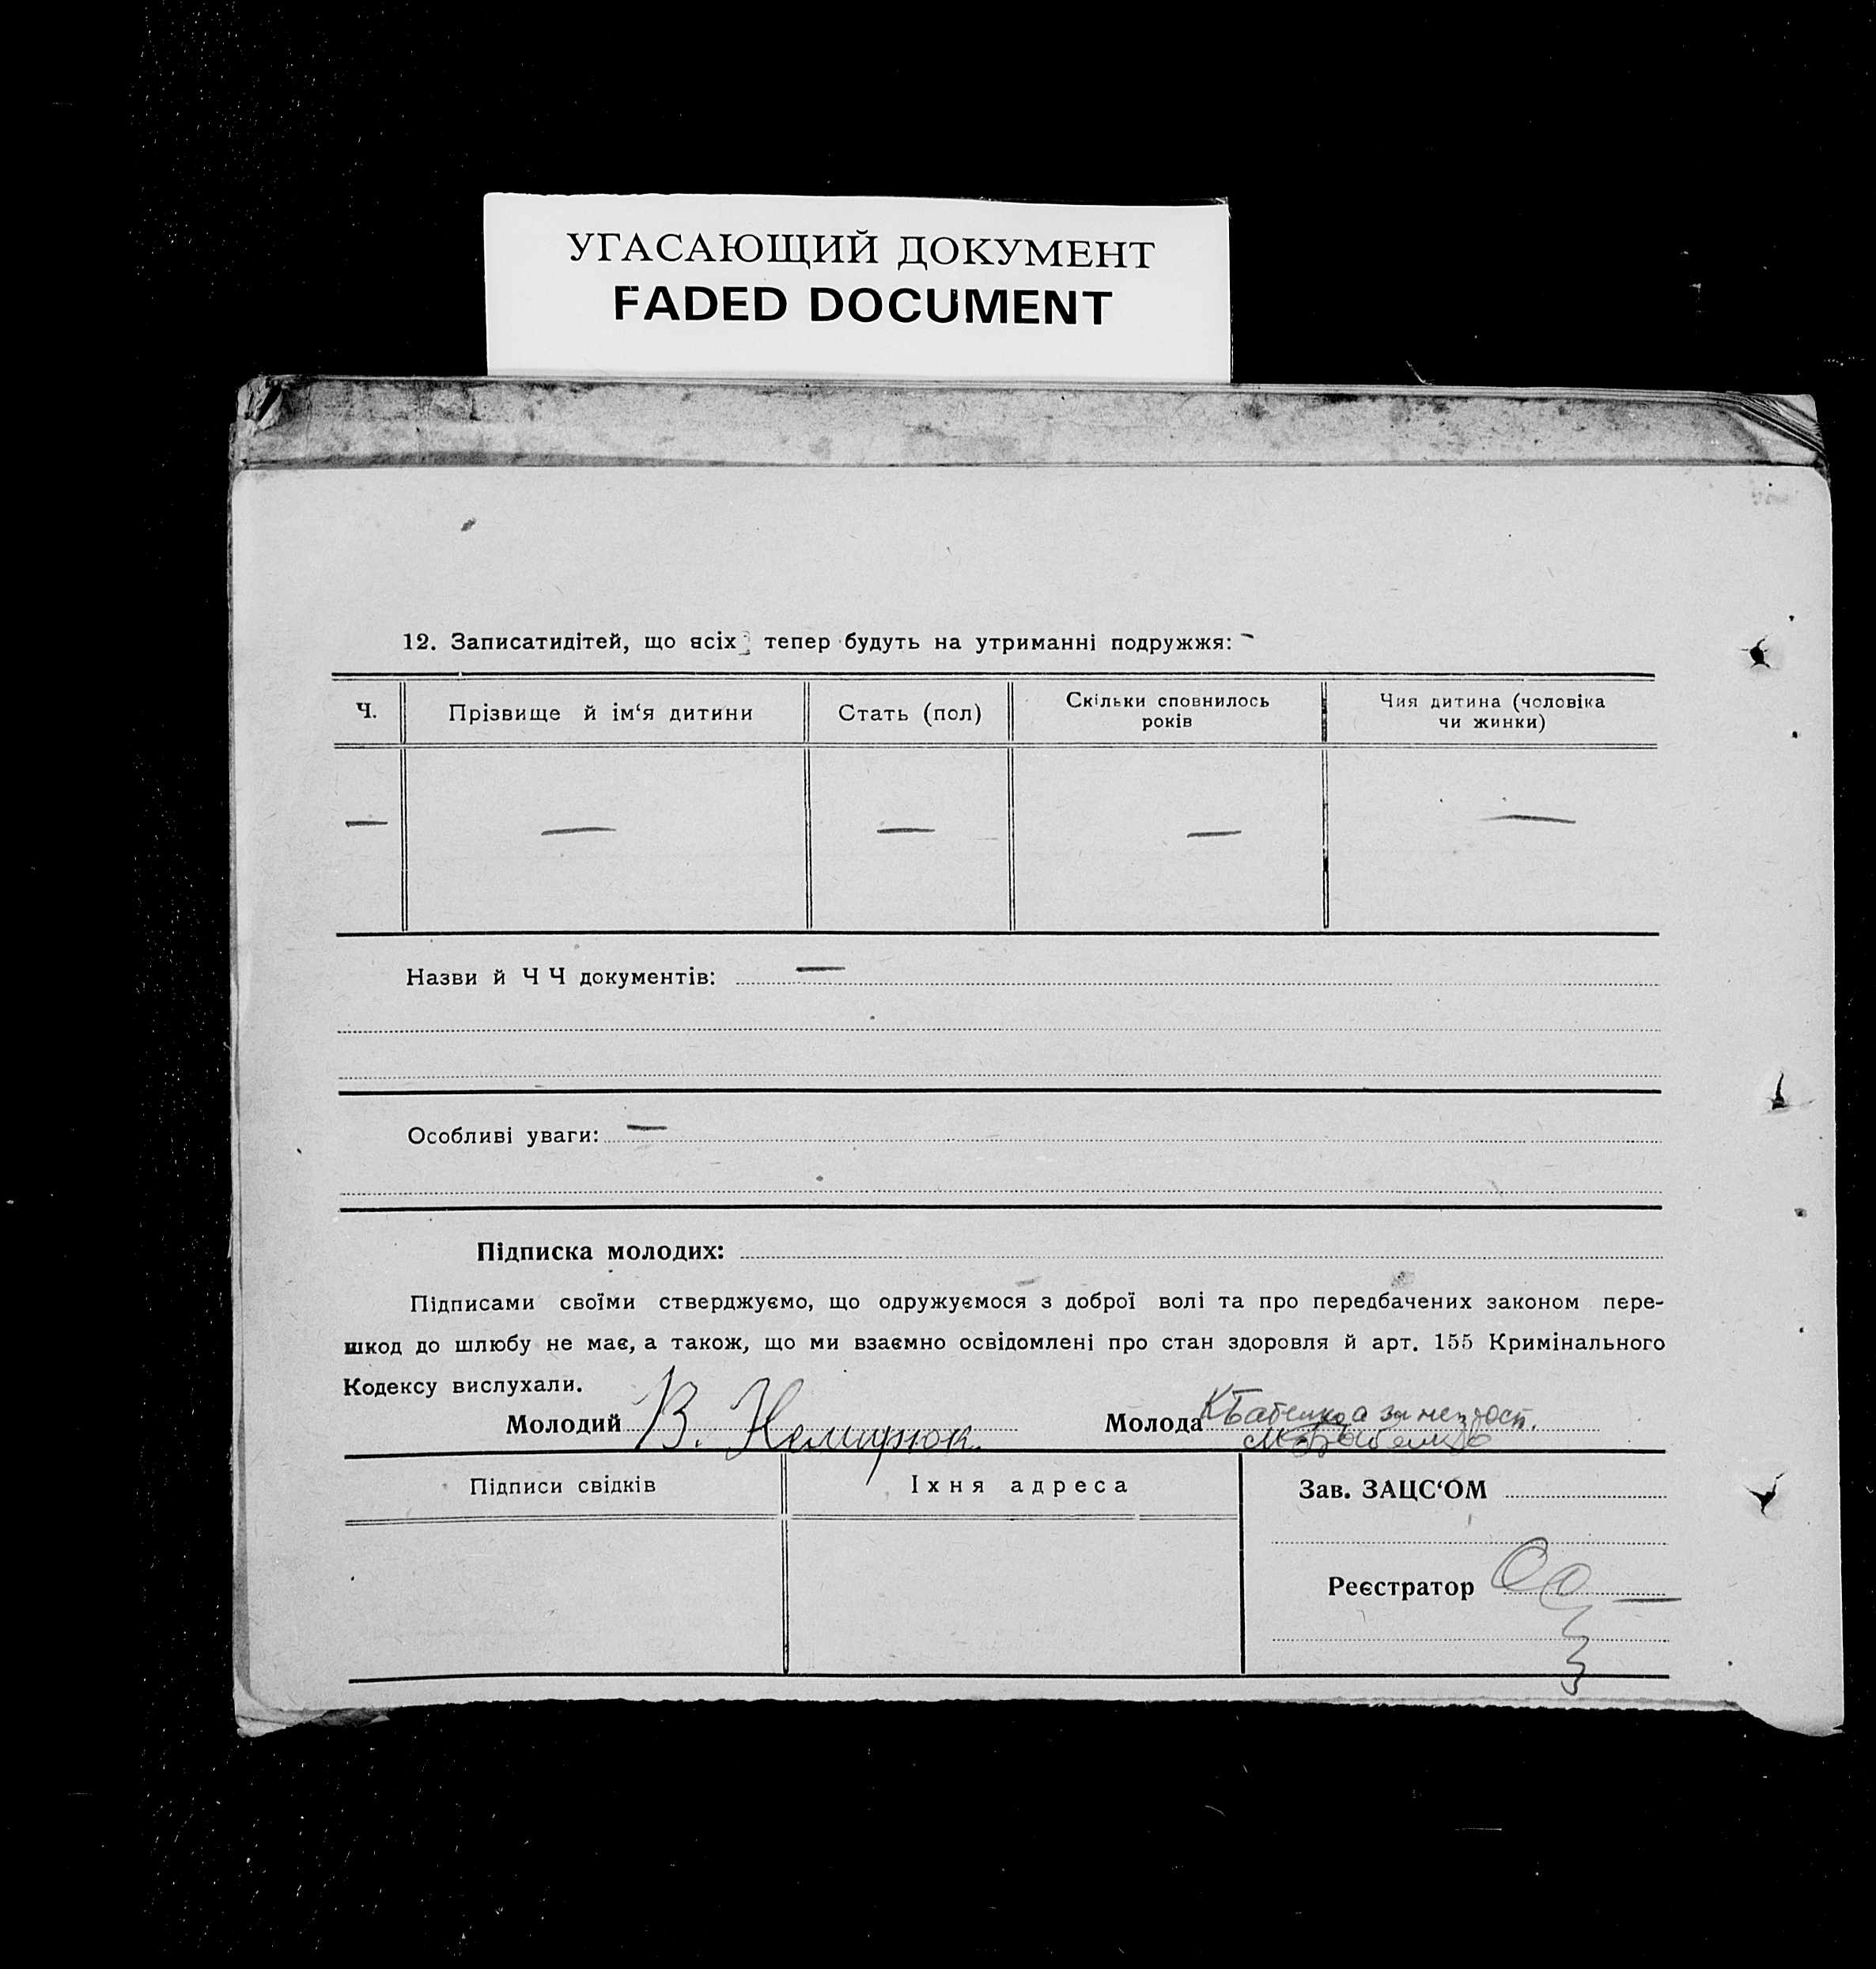 УГАСАЮЩИЙ ДОКУМЕНТ
FADED DOCUMENT
12. Записатидітей, що всіх тепер будуть на утриманні подружжя: -
Ч.
Прізвище й ім‘я дитини
Стать (пол)
Скільки сповнилось
років
Чия дитина (чоловіка
чи жинки)
— — — — —
Назви й Ч Ч документів: —
Особливі уваги: —
Підписка молодих:
Підписами своїми стверджуємо, що одружуємося з доброї волі та про передбачених законом пере-
шкод до шлюбу не має, а також, що ми взаємно освідомлені про стан здоровля й арт. 155 Кримінального
Кодексу вислухали.
Молодий В. Немирюк.
Молода за
Підписи свідків
Іхня адреса
Зав. ЗАЦС‘ОМ
Реєстратор